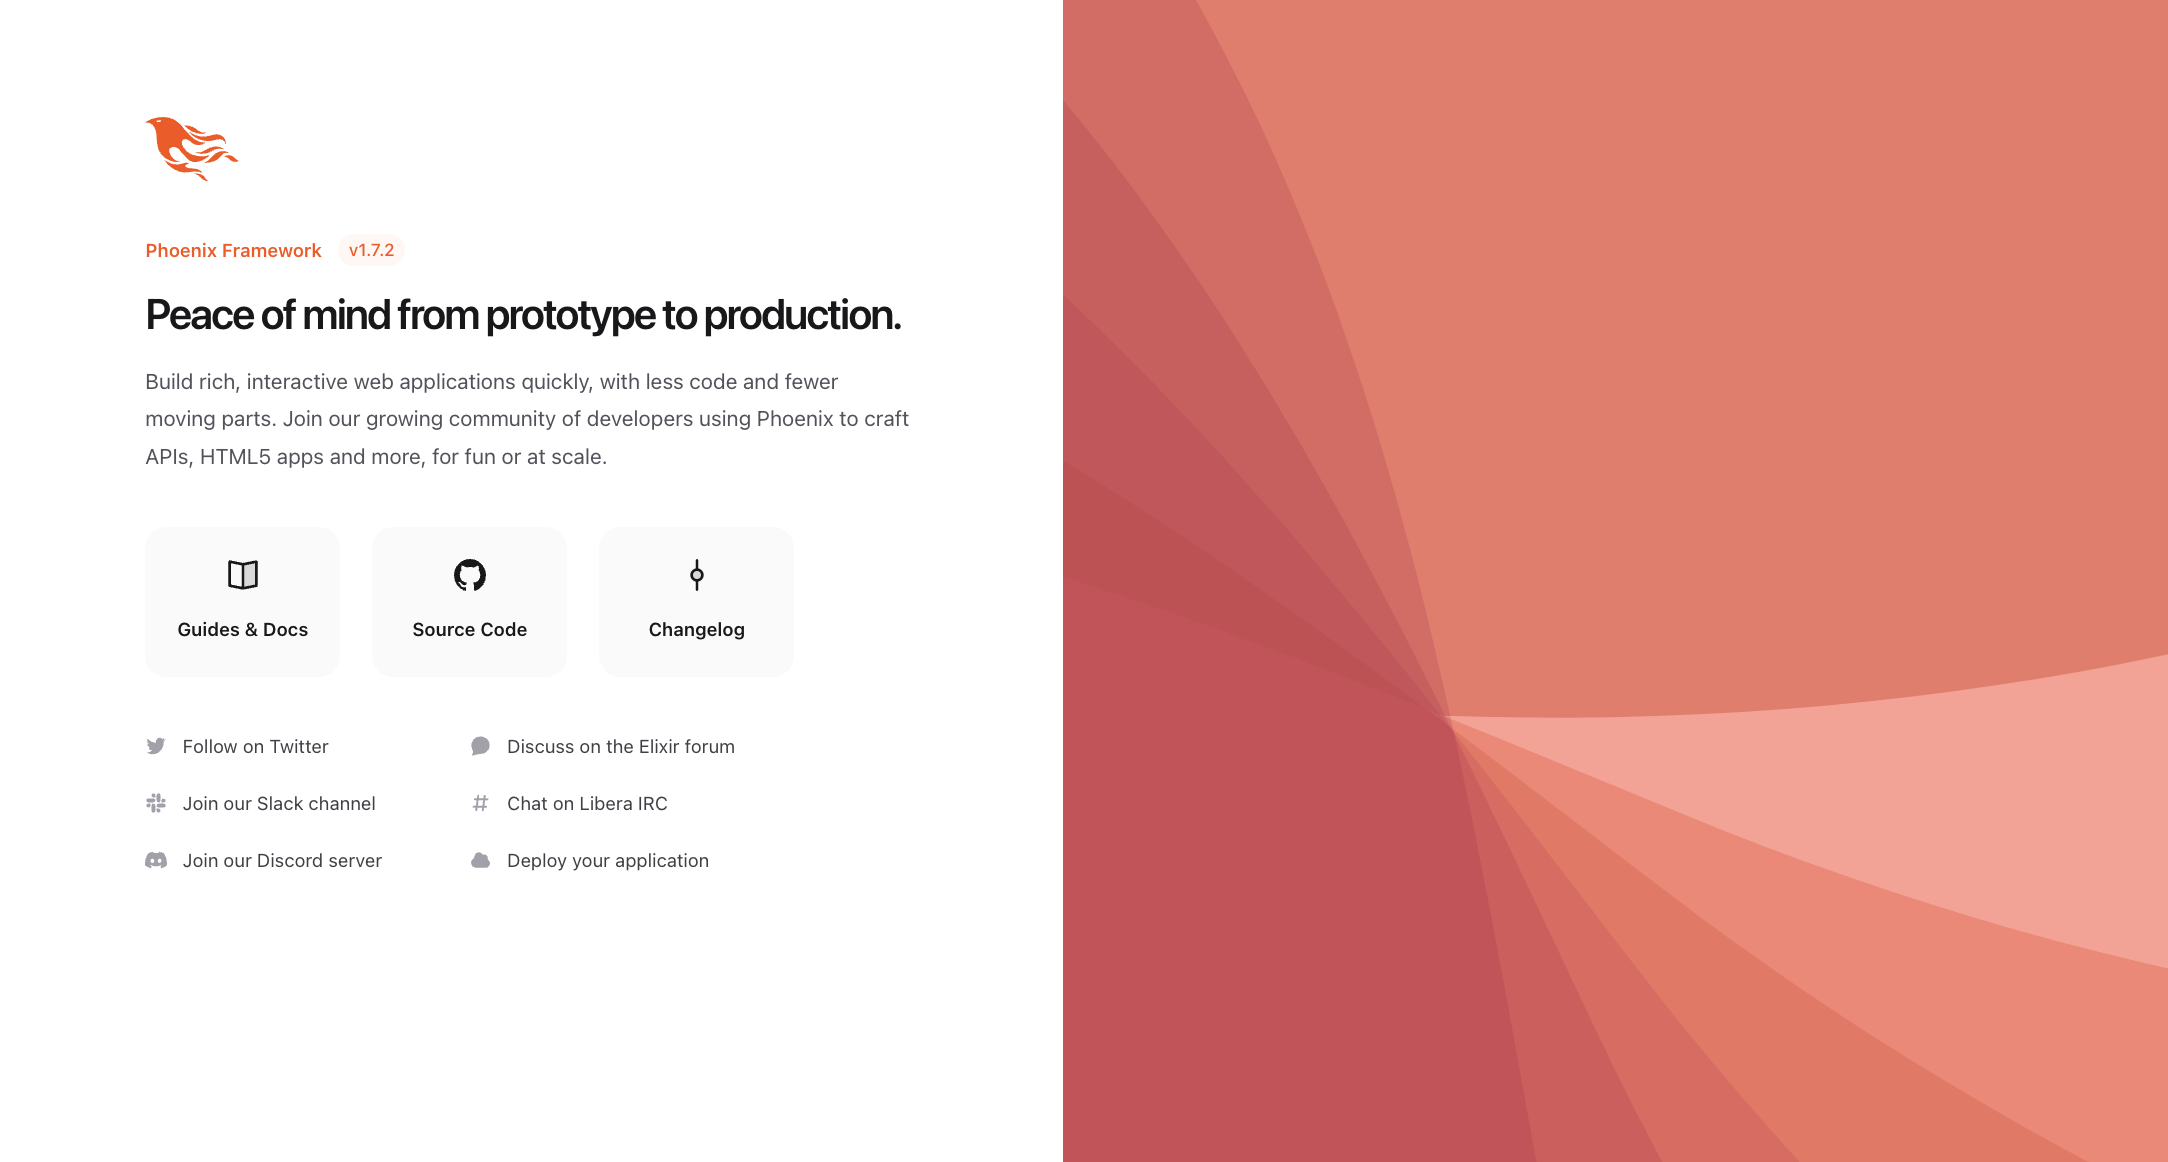 Phoenix Framework v1.7.2
Peace of mind from prototype to production.
Build rich, interactive web applications quickly, with less code and fewer
moving parts. Join our growing community of developers using Phoenix to craft
APIs, HTML5 apps and more, for fun or at scale.
Guides & Docs
Source Code
Changelog
Follow on Twitter
Discuss on the Elixir forum
Join our Slack channel
Chat on Libera IRC
Join our Discord server
Deploy your application